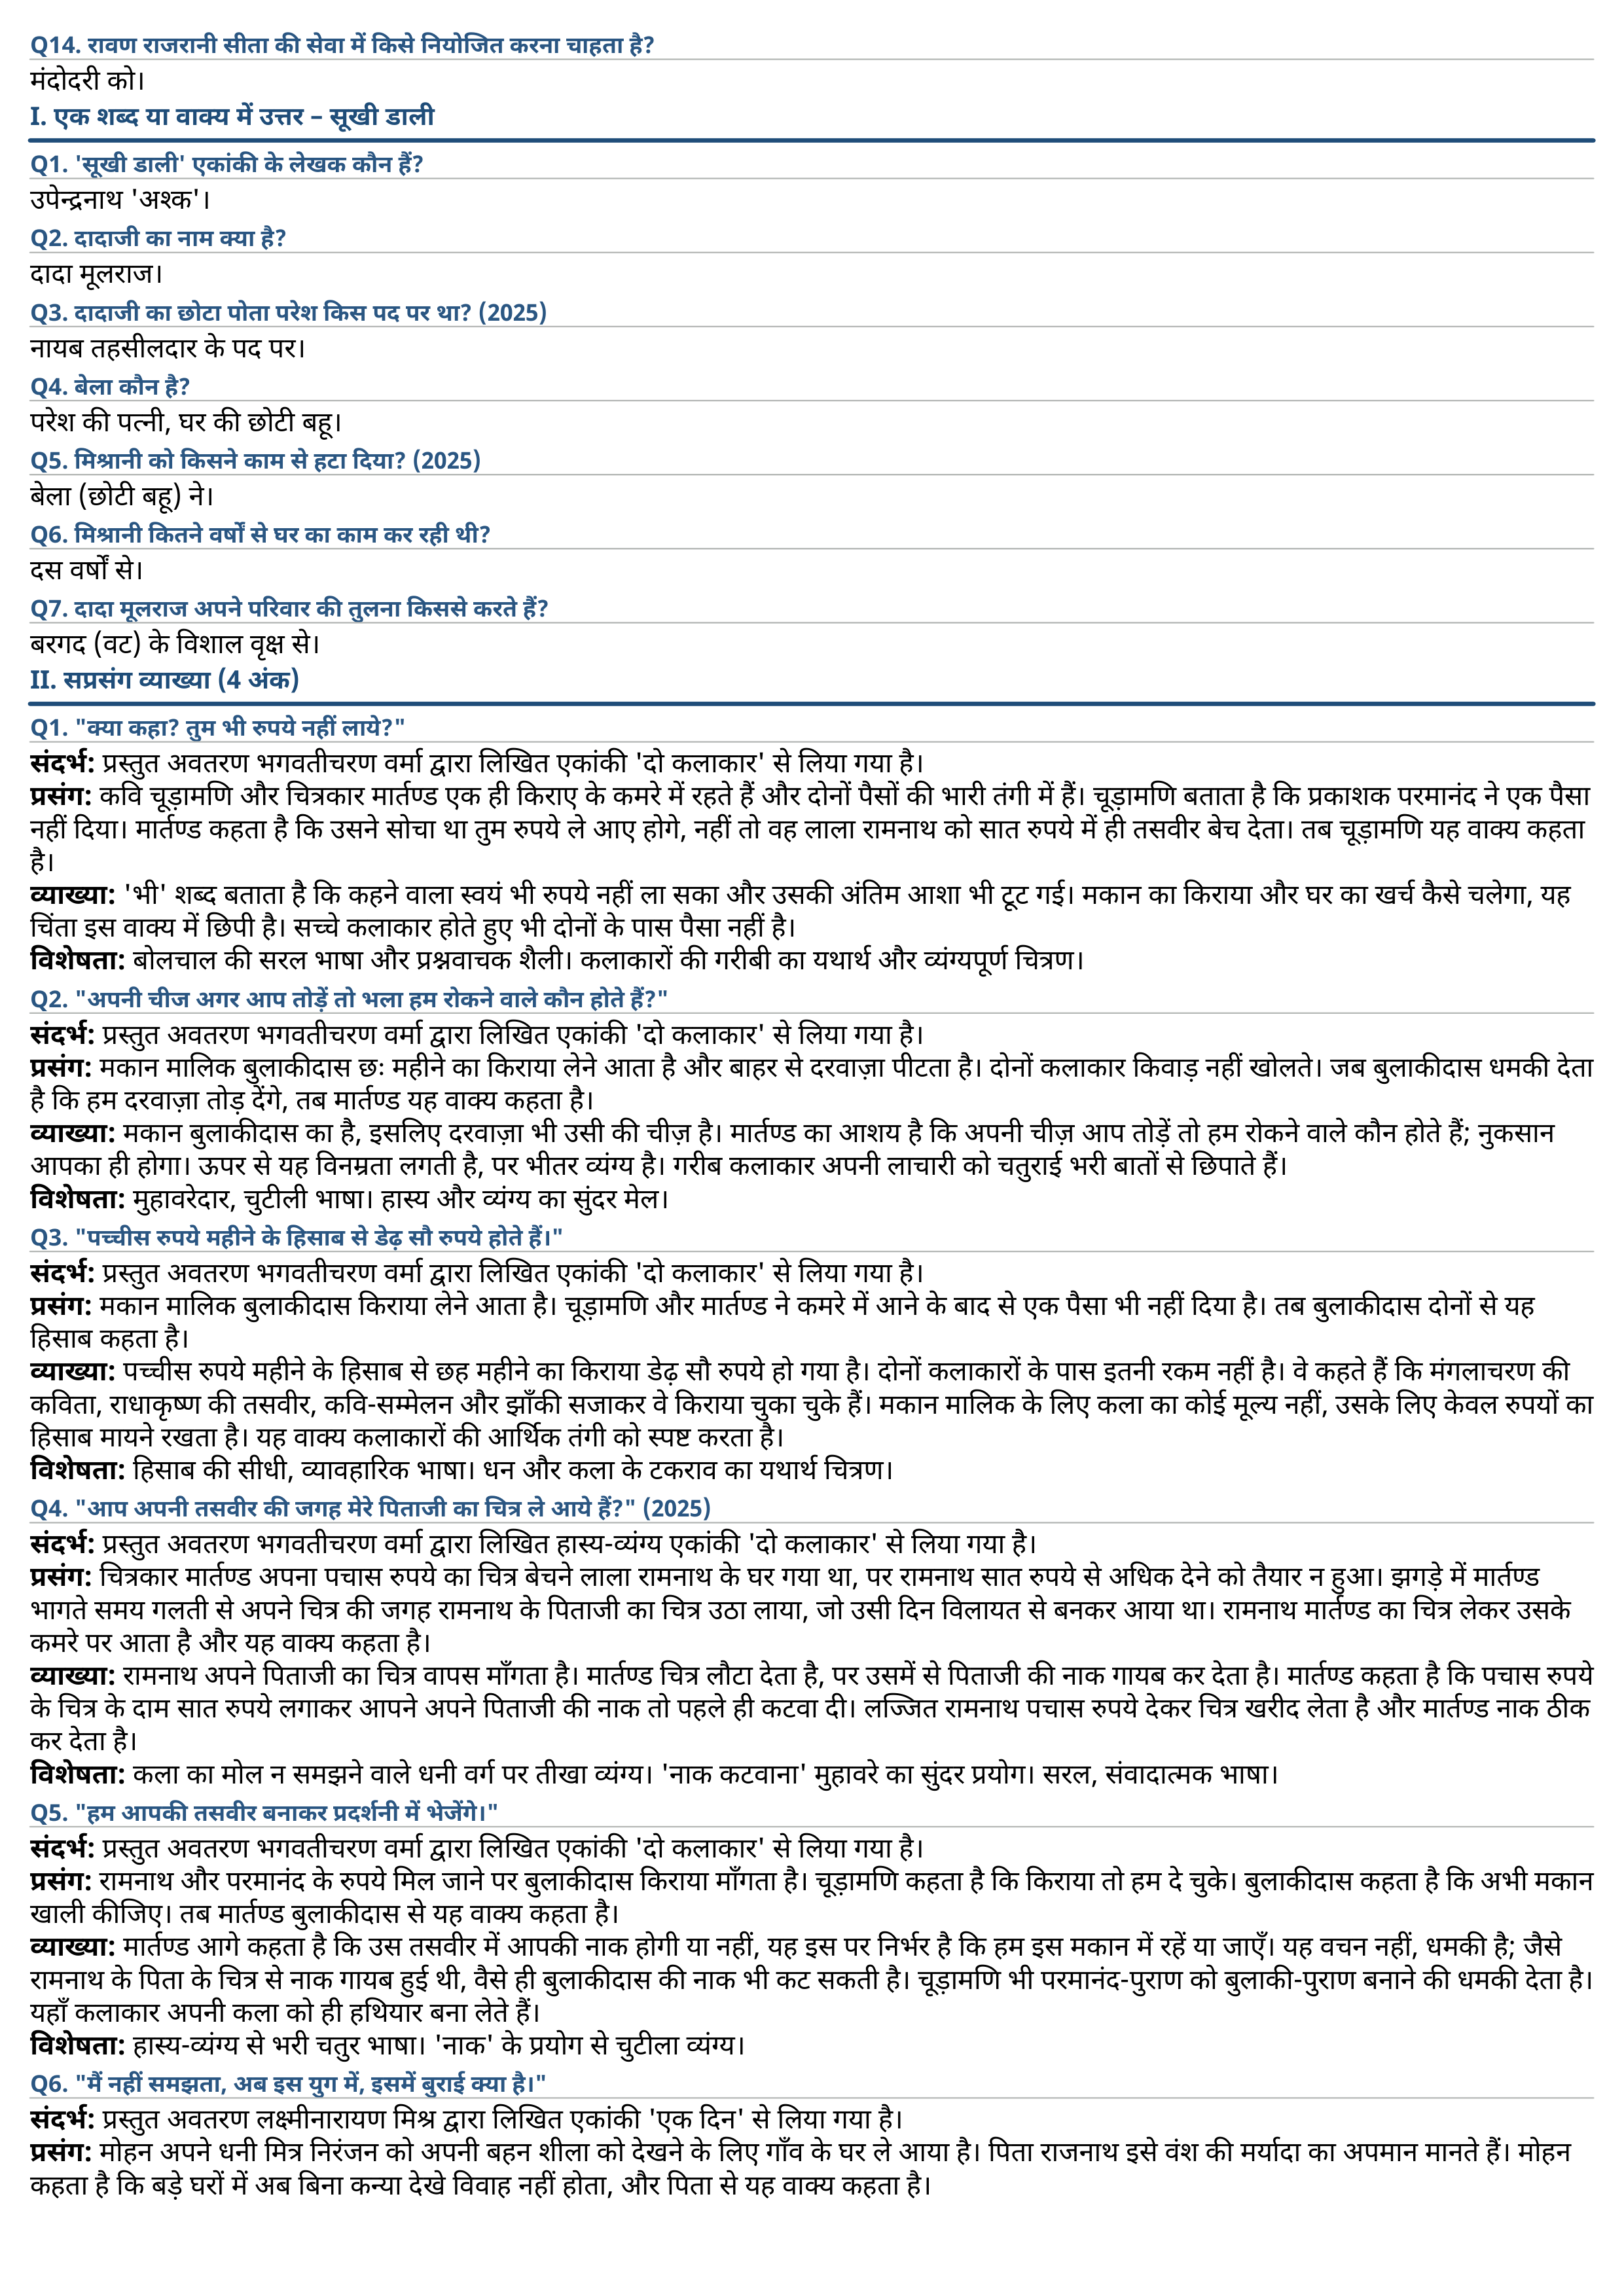 Q14. रावण राजरानी सीता की सेवा में किसे नियोजित करना चाहता है?
मंदोदरी को।
I. एक शब्द या वाक्य में उत्तर – सूखी डाली
Q1. 'सूखी डाली' एकांकी के लेखक कौन हैं?
उपेन्द्रनाथ 'अश्क'।
Q2. दादाजी का नाम क्या है?
दादा मूलराज।
Q3. दादाजी का छोटा पोता परेश किस पद पर था? (2025)
नायब तहसीलदार के पद पर।
Q4. बेला कौन है?
परेश की पत्नी, घर की छोटी बहू।
Q5. मिश्रानी को किसने काम से हटा दिया? (2025)
बेला (छोटी बहू) ने।
Q6. मिश्रानी कितने वर्षों से घर का काम कर रही थी?
दस वर्षों से।
Q7. दादा मूलराज अपने परिवार की तुलना किससे करते हैं?
बरगद (वट) के विशाल वृक्ष से।
II. सप्रसंग व्याख्या (4 अंक)
Q1. "क्या कहा? तुम भी रुपये नहीं लाये?"
संदर्भ: प्रस्तुत अवतरण भगवतीचरण वर्मा द्वारा लिखित एकांकी 'दो कलाकार' से लिया गया है।
प्रसंग: कवि चूड़ामणि और चित्रकार मार्तण्ड एक ही किराए के कमरे में रहते हैं और दोनों पैसों की भारी तंगी में हैं। चूड़ामणि बताता है कि प्रकाशक परमानंद ने एक पैसा
नहीं दिया। मार्तण्ड कहता है कि उसने सोचा था तुम रुपये ले आए होगे, नहीं तो वह लाला रामनाथ को सात रुपये में ही तसवीर बेच देता। तब चूड़ामणि यह वाक्य कहता
है।
व्याख्या: 'भी' शब्द बताता है कि कहने वाला स्वयं भी रुपये नहीं ला सका और उसकी अंतिम आशा भी टूट गई। मकान का किराया और घर का खर्च कैसे चलेगा, यह
चिंता इस वाक्य में छिपी है। सच्चे कलाकार होते हुए भी दोनों के पास पैसा नहीं है।
विशेषता: बोलचाल की सरल भाषा और प्रश्नवाचक शैली। कलाकारों की गरीबी का यथार्थ और व्यंग्यपूर्ण चित्रण।
Q2. "अपनी चीज अगर आप तोड़ें तो भला हम रोकने वाले कौन होते हैं?"
संदर्भ: प्रस्तुत अवतरण भगवतीचरण वर्मा द्वारा लिखित एकांकी 'दो कलाकार' से लिया गया है।
प्रसंग: मकान मालिक बुलाकीदास छः महीने का किराया लेने आता है और बाहर से दरवाज़ा पीटता है। दोनों कलाकार किवाड़ नहीं खोलते। जब बुलाकीदास धमकी देता
है कि हम दरवाज़ा तोड़ देंगे, तब मार्तण्ड यह वाक्य कहता है।
व्याख्या: मकान बुलाकीदास का है, इसलिए दरवाज़ा भी उसी की चीज़ है। मार्तण्ड का आशय है कि अपनी चीज़ आप तोड़ें तो हम रोकने वाले कौन होते हैं; नुकसान
आपका ही होगा। ऊपर से यह विनम्रता लगती है, पर भीतर व्यंग्य है। गरीब कलाकार अपनी लाचारी को चतुराई भरी बातों से छिपाते हैं।
विशेषता: मुहावरेदार, चुटीली भाषा। हास्य और व्यंग्य का सुंदर मेल।
Q3. "पच्चीस रुपये महीने के हिसाब से डेढ़ सौ रुपये होते हैं।"
संदर्भ: प्रस्तुत अवतरण भगवतीचरण वर्मा द्वारा लिखित एकांकी 'दो कलाकार' से लिया गया है।
प्रसंग: मकान मालिक बुलाकीदास किराया लेने आता है। चूड़ामणि और मार्तण्ड ने कमरे में आने के बाद से एक पैसा भी नहीं दिया है। तब बुलाकीदास दोनों से यह
हिसाब कहता है।
व्याख्या: पच्चीस रुपये महीने के हिसाब से छह महीने का किराया डेढ़ सौ रुपये हो गया है। दोनों कलाकारों के पास इतनी रकम नहीं है। वे कहते हैं कि मंगलाचरण की
कविता, राधाकृष्ण की तसवीर, कवि-सम्मेलन और झाँकी सजाकर वे किराया चुका चुके हैं। मकान मालिक के लिए कला का कोई मूल्य नहीं, उसके लिए केवल रुपयों का
हिसाब मायने रखता है। यह वाक्य कलाकारों की आर्थिक तंगी को स्पष्ट करता है।
विशेषता: हिसाब की सीधी, व्यावहारिक भाषा। धन और कला के टकराव का यथार्थ चित्रण।
Q4. "आप अपनी तसवीर की जगह मेरे पिताजी का चित्र ले आये हैं?" (2025)
संदर्भ: प्रस्तुत अवतरण भगवतीचरण वर्मा द्वारा लिखित हास्य-व्यंग्य एकांकी 'दो कलाकार' से लिया गया है।
प्रसंग: चित्रकार मार्तण्ड अपना पचास रुपये का चित्र बेचने लाला रामनाथ के घर गया था, पर रामनाथ सात रुपये से अधिक देने को तैयार न हुआ। झगड़े में मार्तण्ड
भागते समय गलती से अपने चित्र की जगह रामनाथ के पिताजी का चित्र उठा लाया, जो उसी दिन विलायत से बनकर आया था। रामनाथ मार्तण्ड का चित्र लेकर उसके
कमरे पर आता है और यह वाक्य कहता है।
व्याख्या: रामनाथ अपने पिताजी का चित्र वापस माँगता है। मार्तण्ड चित्र लौटा देता है, पर उसमें से पिताजी की नाक गायब कर देता है। मार्तण्ड कहता है कि पचास रुपये
के चित्र के दाम सात रुपये लगाकर आपने अपने पिताजी की नाक तो पहले ही कटवा दी। लज्जित रामनाथ पचास रुपये देकर चित्र खरीद लेता है और मार्तण्ड नाक ठीक
कर देता है।
विशेषता: कला का मोल न समझने वाले धनी वर्ग पर तीखा व्यंग्य। 'नाक कटवाना' मुहावरे का सुंदर प्रयोग। सरल, संवादात्मक भाषा।
Q5. "हम आपकी तसवीर बनाकर प्रदर्शनी में भेजेंगे।"
संदर्भ: प्रस्तुत अवतरण भगवतीचरण वर्मा द्वारा लिखित एकांकी 'दो कलाकार' से लिया गया है।
प्रसंग: रामनाथ और परमानंद के रुपये मिल जाने पर बुलाकीदास किराया माँगता है। चूड़ामणि कहता है कि किराया तो हम दे चुके। बुलाकीदास कहता है कि अभी मकान
खाली कीजिए। तब मार्तण्ड बुलाकीदास से यह वाक्य कहता है।
व्याख्या: मार्तण्ड आगे कहता है कि उस तसवीर में आपकी नाक होगी या नहीं, यह इस पर निर्भर है कि हम इस मकान में रहें या जाएँ। यह वचन नहीं, धमकी है; जैसे
रामनाथ के पिता के चित्र से नाक गायब हुई थी, वैसे ही बुलाकीदास की नाक भी कट सकती है। चूड़ामणि भी परमानंद-पुराण को बुलाकी-पुराण बनाने की धमकी देता है।
यहाँ कलाकार अपनी कला को ही हथियार बना लेते हैं।
विशेषता: हास्य-व्यंग्य से भरी चतुर भाषा। 'नाक' के प्रयोग से चुटीला व्यंग्य।
Q6. "मैं नहीं समझता, अब इस युग में, इसमें बुराई क्या है।"
संदर्भ: प्रस्तुत अवतरण लक्ष्मीनारायण मिश्र द्वारा लिखित एकांकी 'एक दिन' से लिया गया है।
प्रसंग: मोहन अपने धनी मित्र निरंजन को अपनी बहन शीला को देखने के लिए गाँव के घर ले आया है। पिता राजनाथ इसे वंश की मर्यादा का अपमान मानते हैं। मोहन
कहता है कि बड़े घरों में अब बिना कन्या देखे विवाह नहीं होता, और पिता से यह वाक्य कहता है।